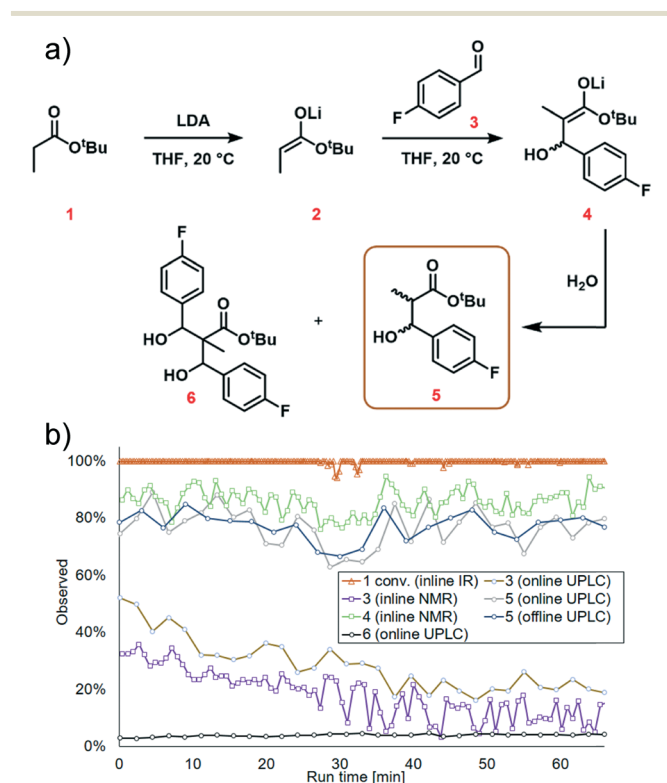 a)
O
O
1
LDA
THF, 20 °C
OLi
O
2
F
O
3
THF, 20 °C
OLi
O
HO
F
4
H₂O
F
O
O
HO
HO
F
6
+
O
O
HO
F
5
ᵗBu
ᵗBu
ᵗBu
ᵗBu
ᵗBu
b)
100%
80%
60%
40%
20%
0%
Observed
1 conv. (inline IR)
3 (online UPLC)
3 (inline NMR)
5 (online UPLC)
4 (inline NMR)
5 (offline UPLC)
6 (online UPLC)
0
10
20
30
40
50
60
Run time [min]